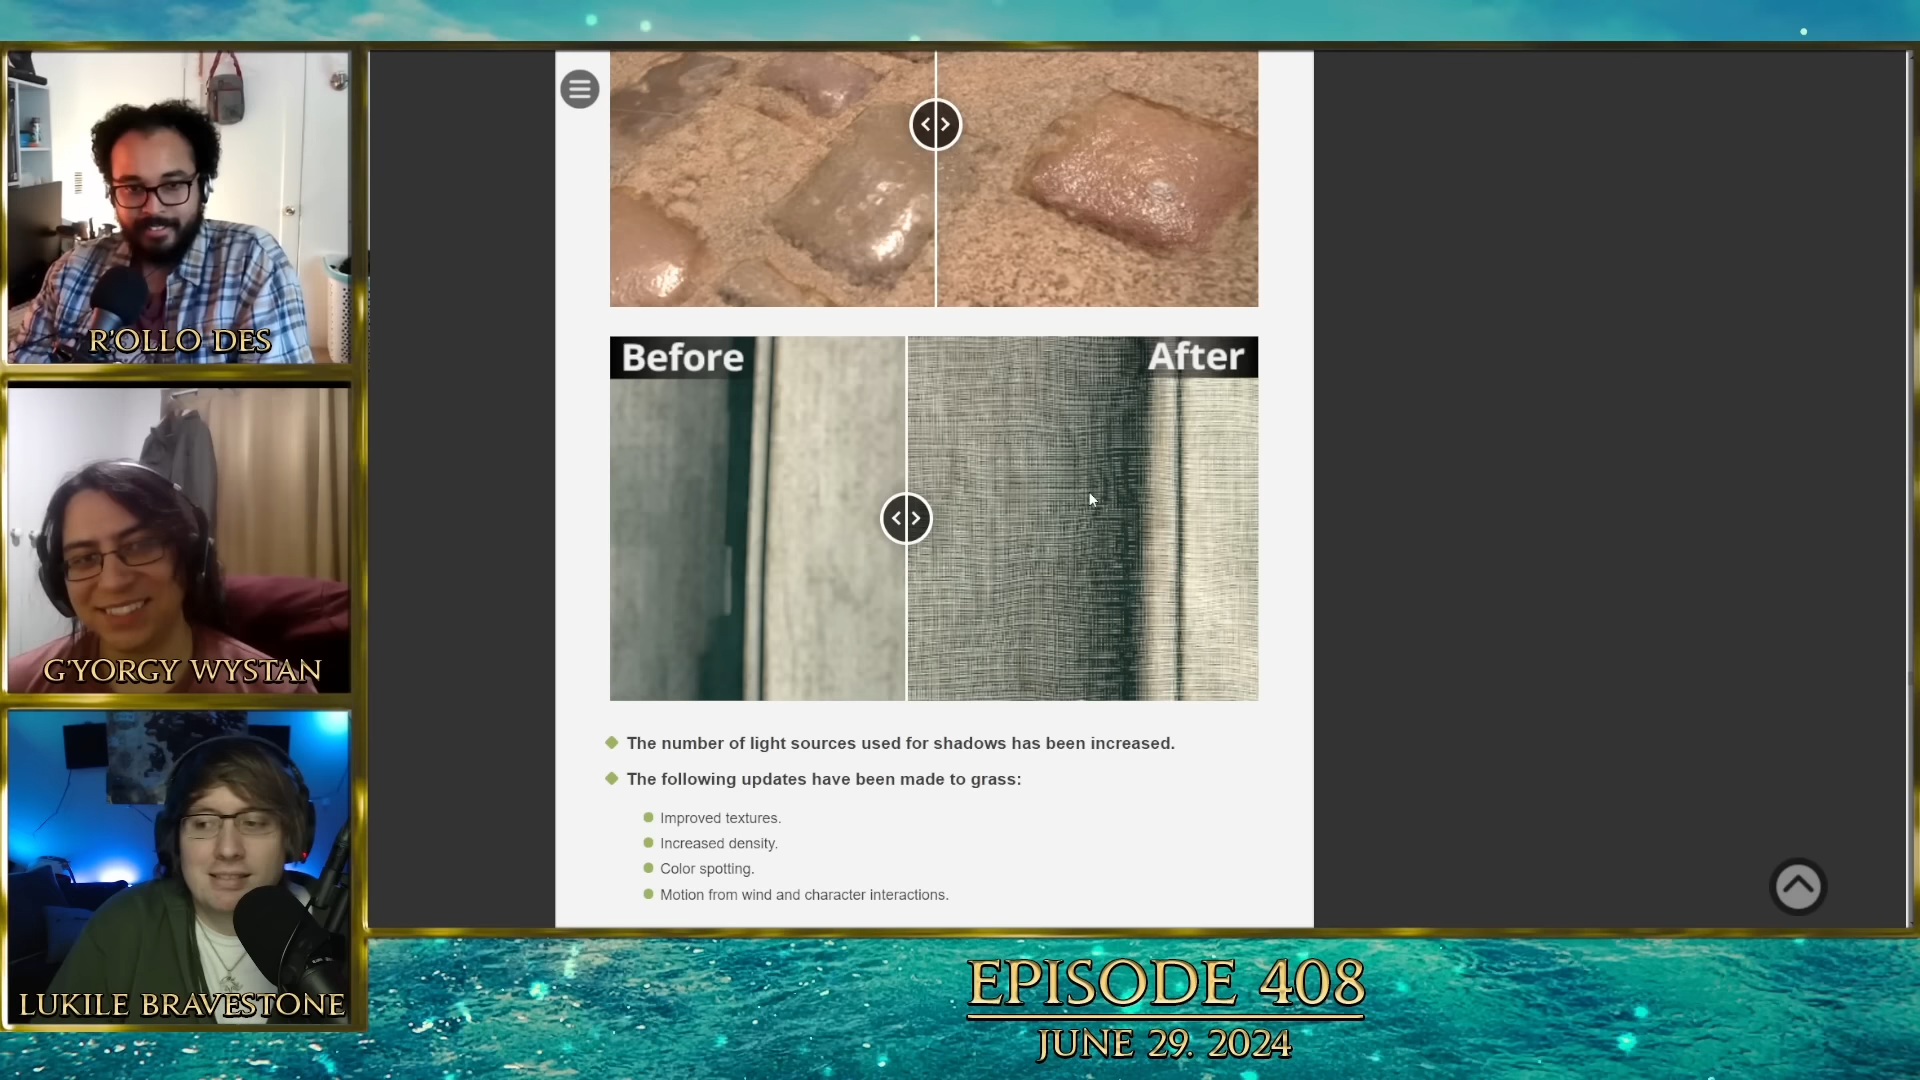 R'OLLO DES
G'YORGY WYSTAN
LUKILE BRAVESTONE
Before
After
The number of light sources used for shadows has been increased.
The following updates have been made to grass:
Improved textures.
Increased density.
Color spotting.
Motion from wind and character interactions.
EPISODE 408
JUNE 29. 2024